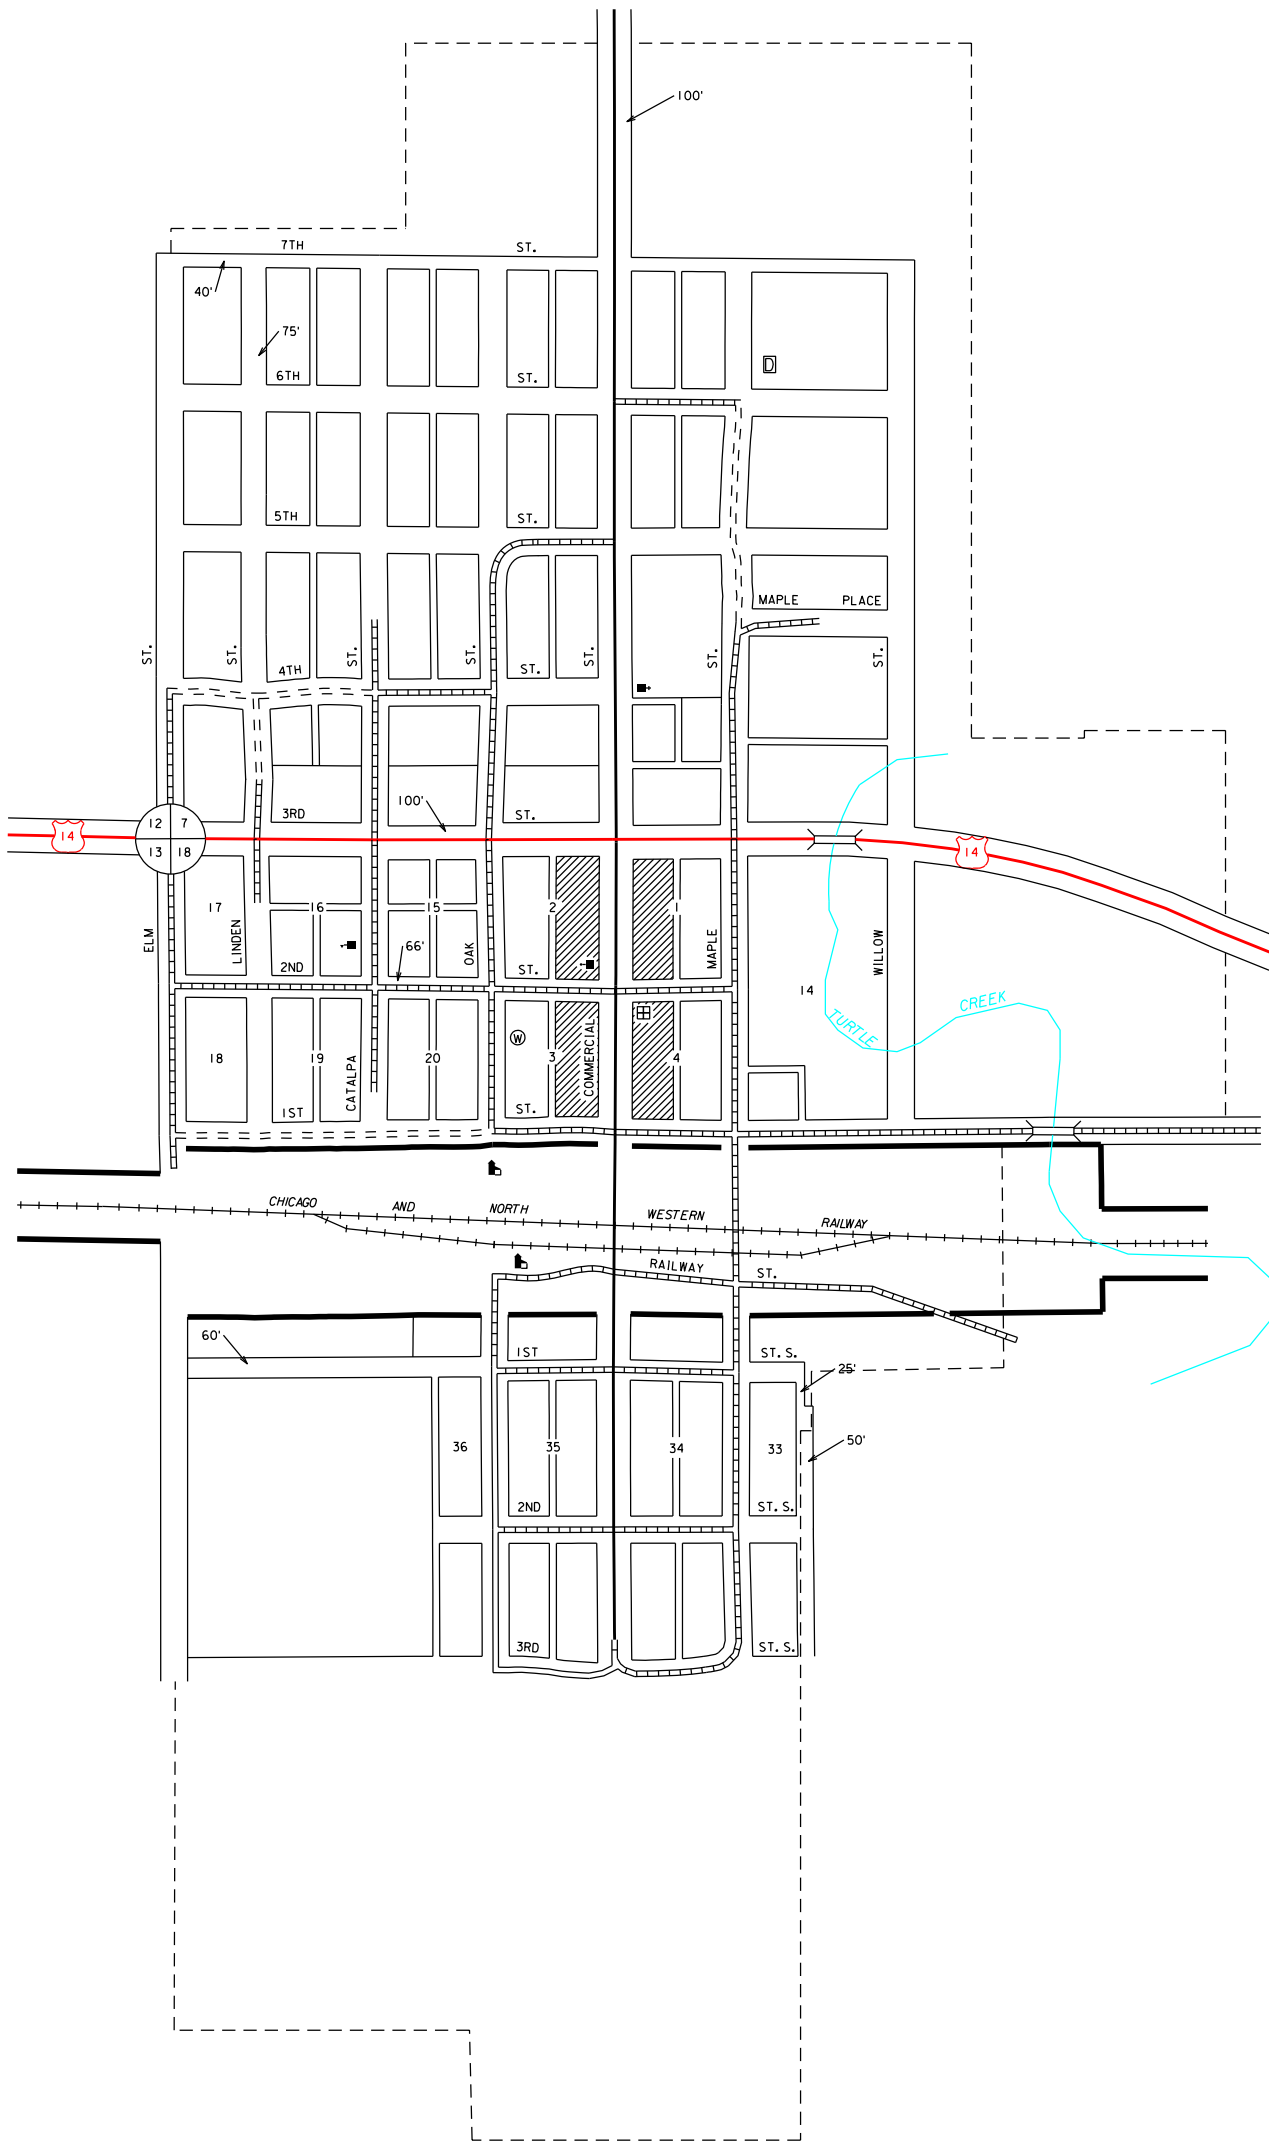 100'
7TH ST.
40'
75'
6TH ST.
D
5TH ST.
MAPLE PLACE
ST.
ST.
ST.
ST.
ST.
ST.
ST.
4TH ST.
100'
3RD ST.
12 7
13 18
14
14
17
16
15
2
1
ELM
LINDEN
OAK
MAPLE
WILLOW
66'
2ND ST.
14
TURTLE CREEK
W
18
19
20
3
4
CATALPA
COMMERCIAL
1ST ST.
CHICAGO AND NORTH WESTERN RAILWAY
RAILWAY ST.
60'
1ST ST. S.
25'
50'
36
35
34
33
2ND ST. S.
3RD ST. S.